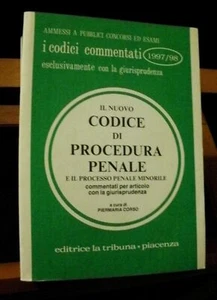 AMMESSI A PUBBLICI CONCORSI ED ESAMI
i codici commentati 1997/98
esclusivamente con la giurisprudenza
IL NUOVO
CODICE
DI
PROCEDURA
PENALE
E IL PROCESSO PENALE MINORILE
commentati per articolo
con la giurisprudenza
a cura di
PIERMARIA CORSO
editrice la tribuna - piacenza